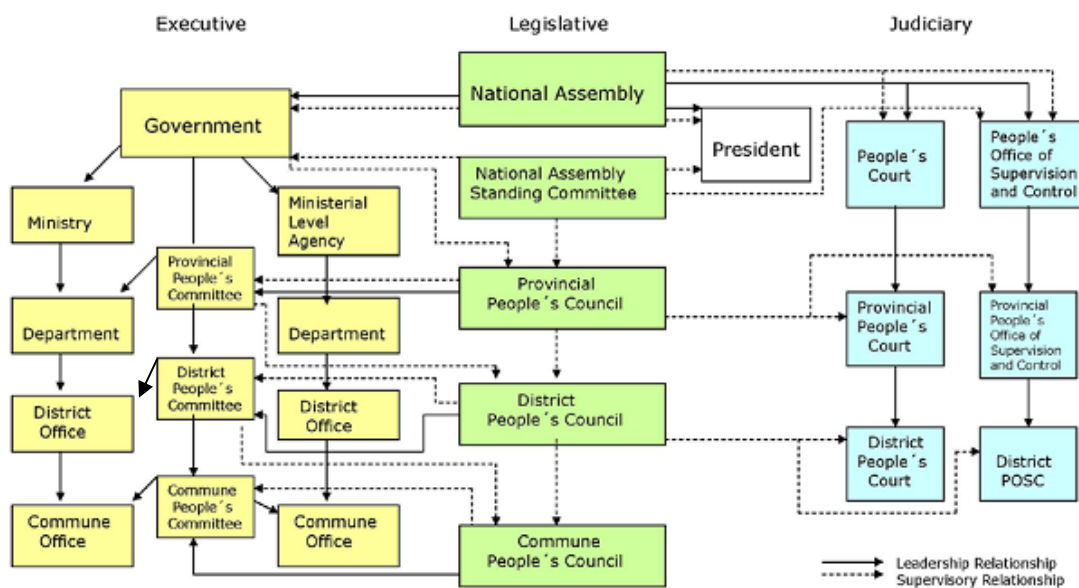 Executive
Legislative
Judiciary
National Assembly
Government
President
People´s
Court
People´s
Office of
Supervision
and Control
National Assembly
Standing Committee
Ministry
Ministerial
Level
Agency
Provincial
People´s
Committee
Provincial
People´s Council
Department
Department
Provincial
People´s
Court
Provincial
People´s
Office of
Supervision
and Control
District
People´s
Committee
District
People´s Council
District
Office
District
Office
District
People´s
Court
District
POSC
Commune
People´s
Committee
Commune
Office
Commune
Office
Commune
People´s Council
Leadership Relationship
Supervisory Relationship